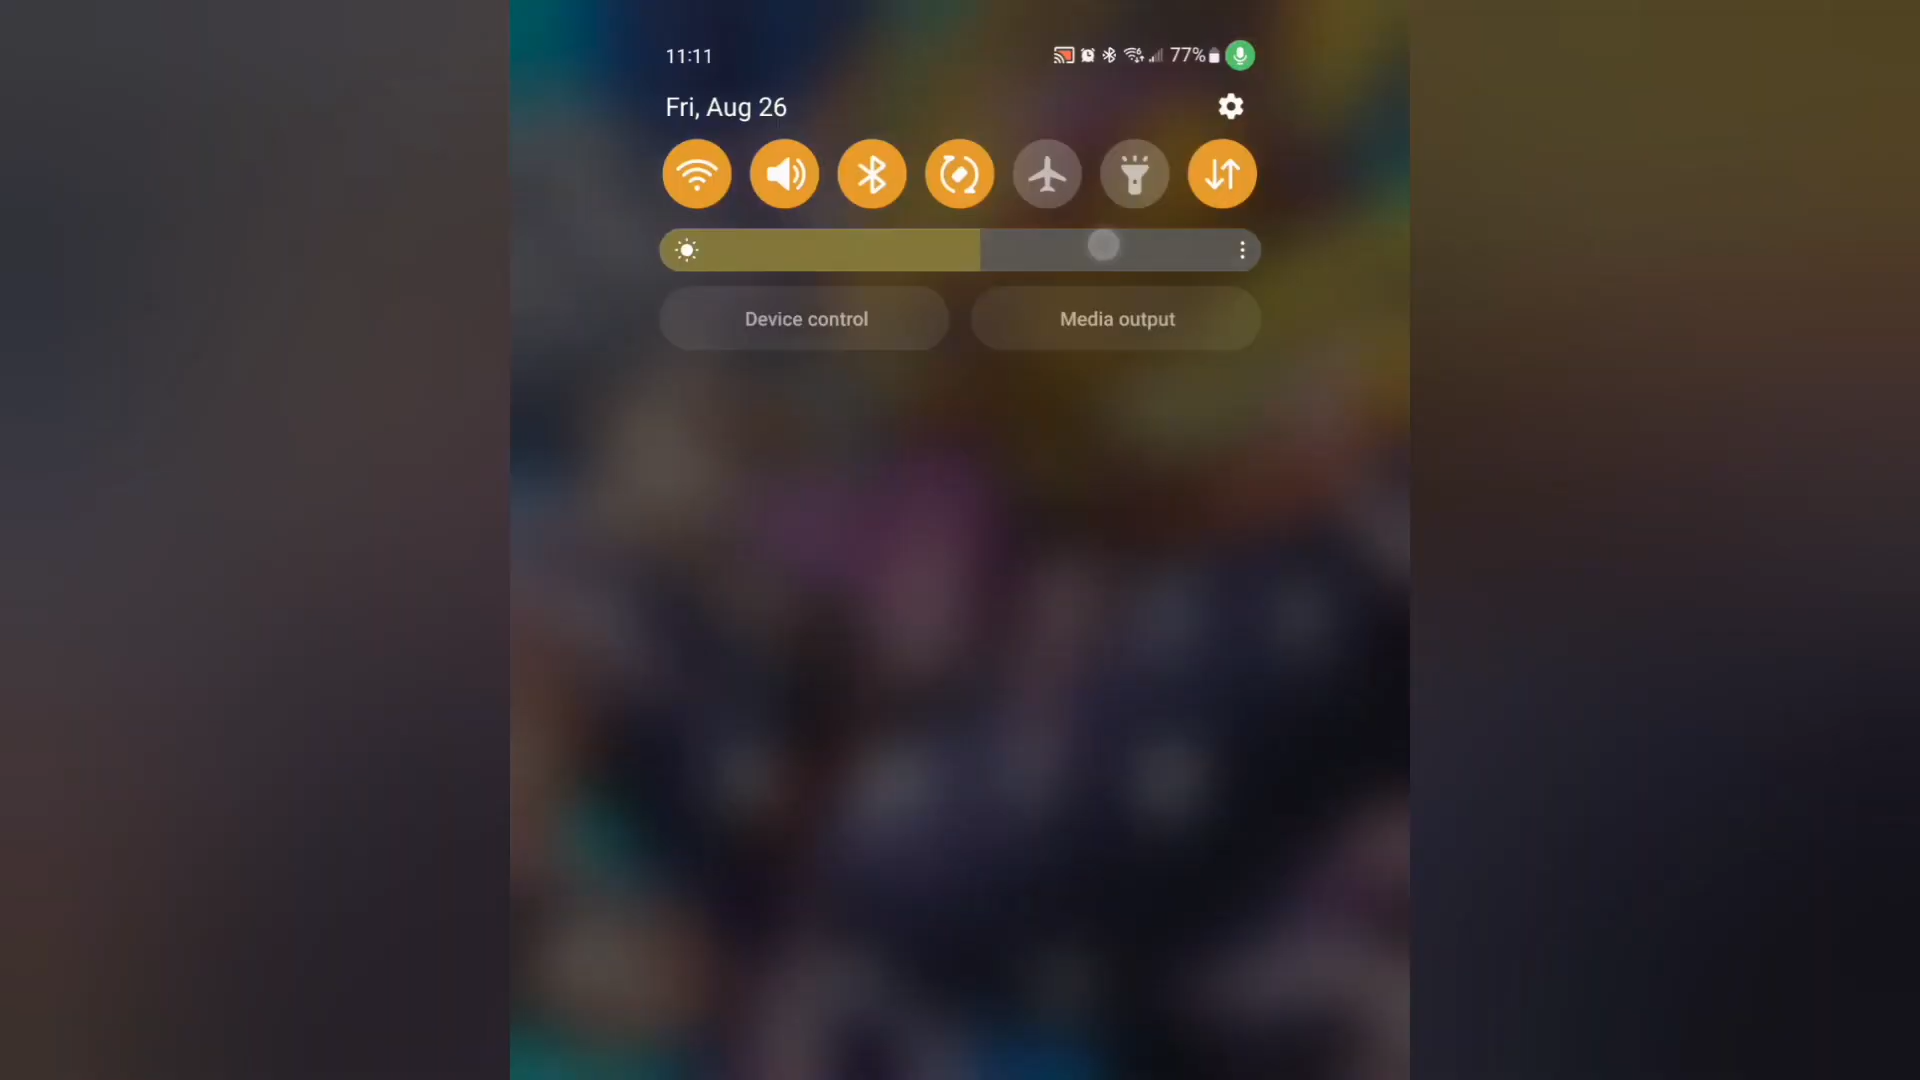 11:11
77%
Fri, Aug 26
Device control
Media output